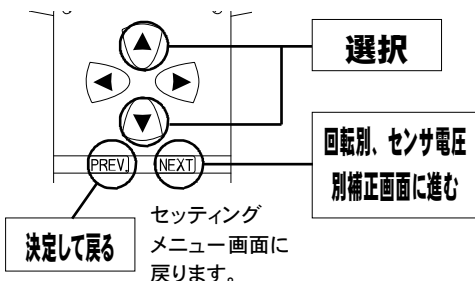 選択
PREV.
NEXT
回転別、センサ電圧
別補正画面に進む
決定して戻る
セッティング
メニュー画面に
戻ります。